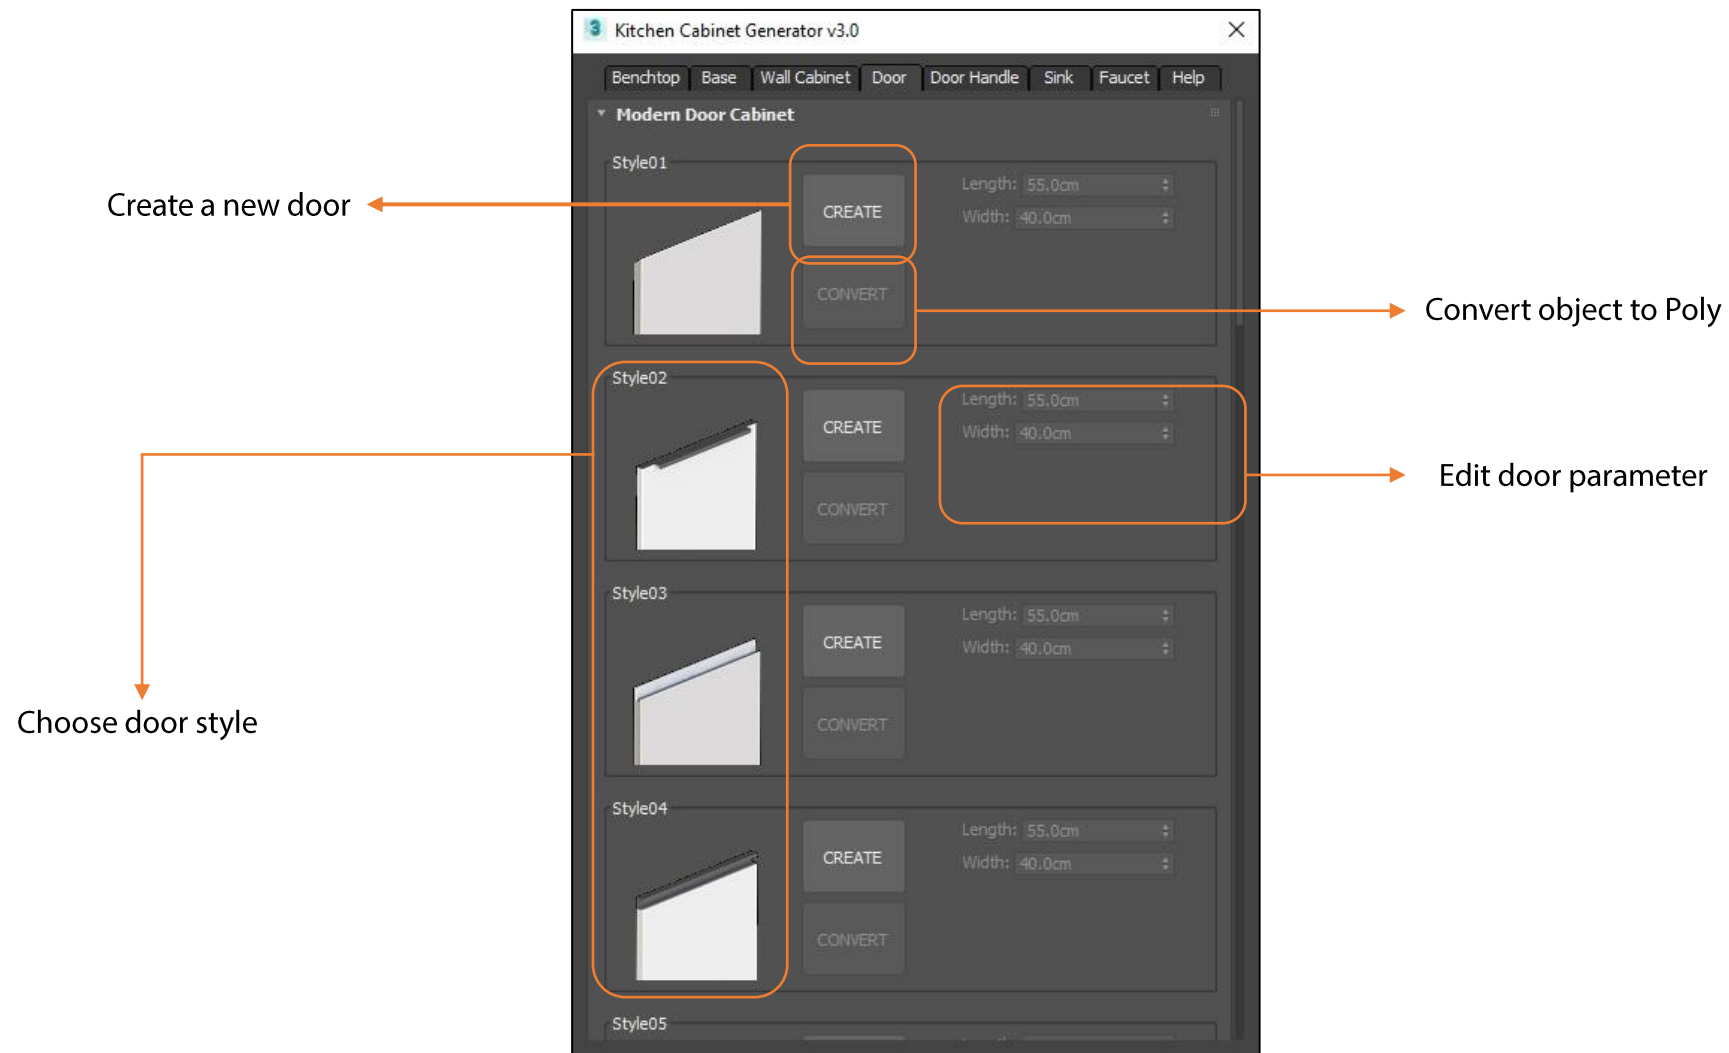 Kitchen Cabinet Generator v3.0
Benchtop Base Wall Cabinet Door Door Handle Sink Faucet Help
Modern Door Cabinet
Style01
CREATE
Length: 55.0cm
Width: 40.0cm
CONVERT
Create a new door
Convert object to Poly
Style02
CREATE
Length: 55.0cm
Width: 40.0cm
CONVERT
Edit door parameter
Style03
CREATE
Length: 55.0cm
Width: 40.0cm
CONVERT
Choose door style
Style04
CREATE
Length: 55.0cm
Width: 40.0cm
CONVERT
Style05